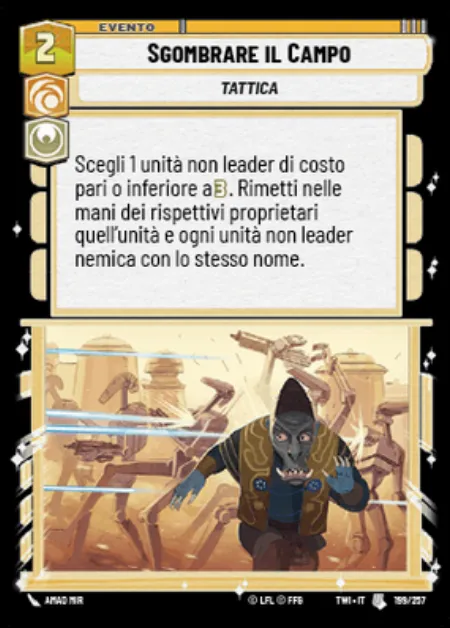 2
EVENTO
SGOMBRARE IL CAMPO
TATTICA
Scegli 1 unità non leader di costo
pari o inferiore a 3. Rimetti nelle
mani dei rispettivi proprietari
quell'unità e ogni unità non leader
nemica con lo stesso nome.
AMAD MIR
© LFL © FFG
TWI • IT
199/257